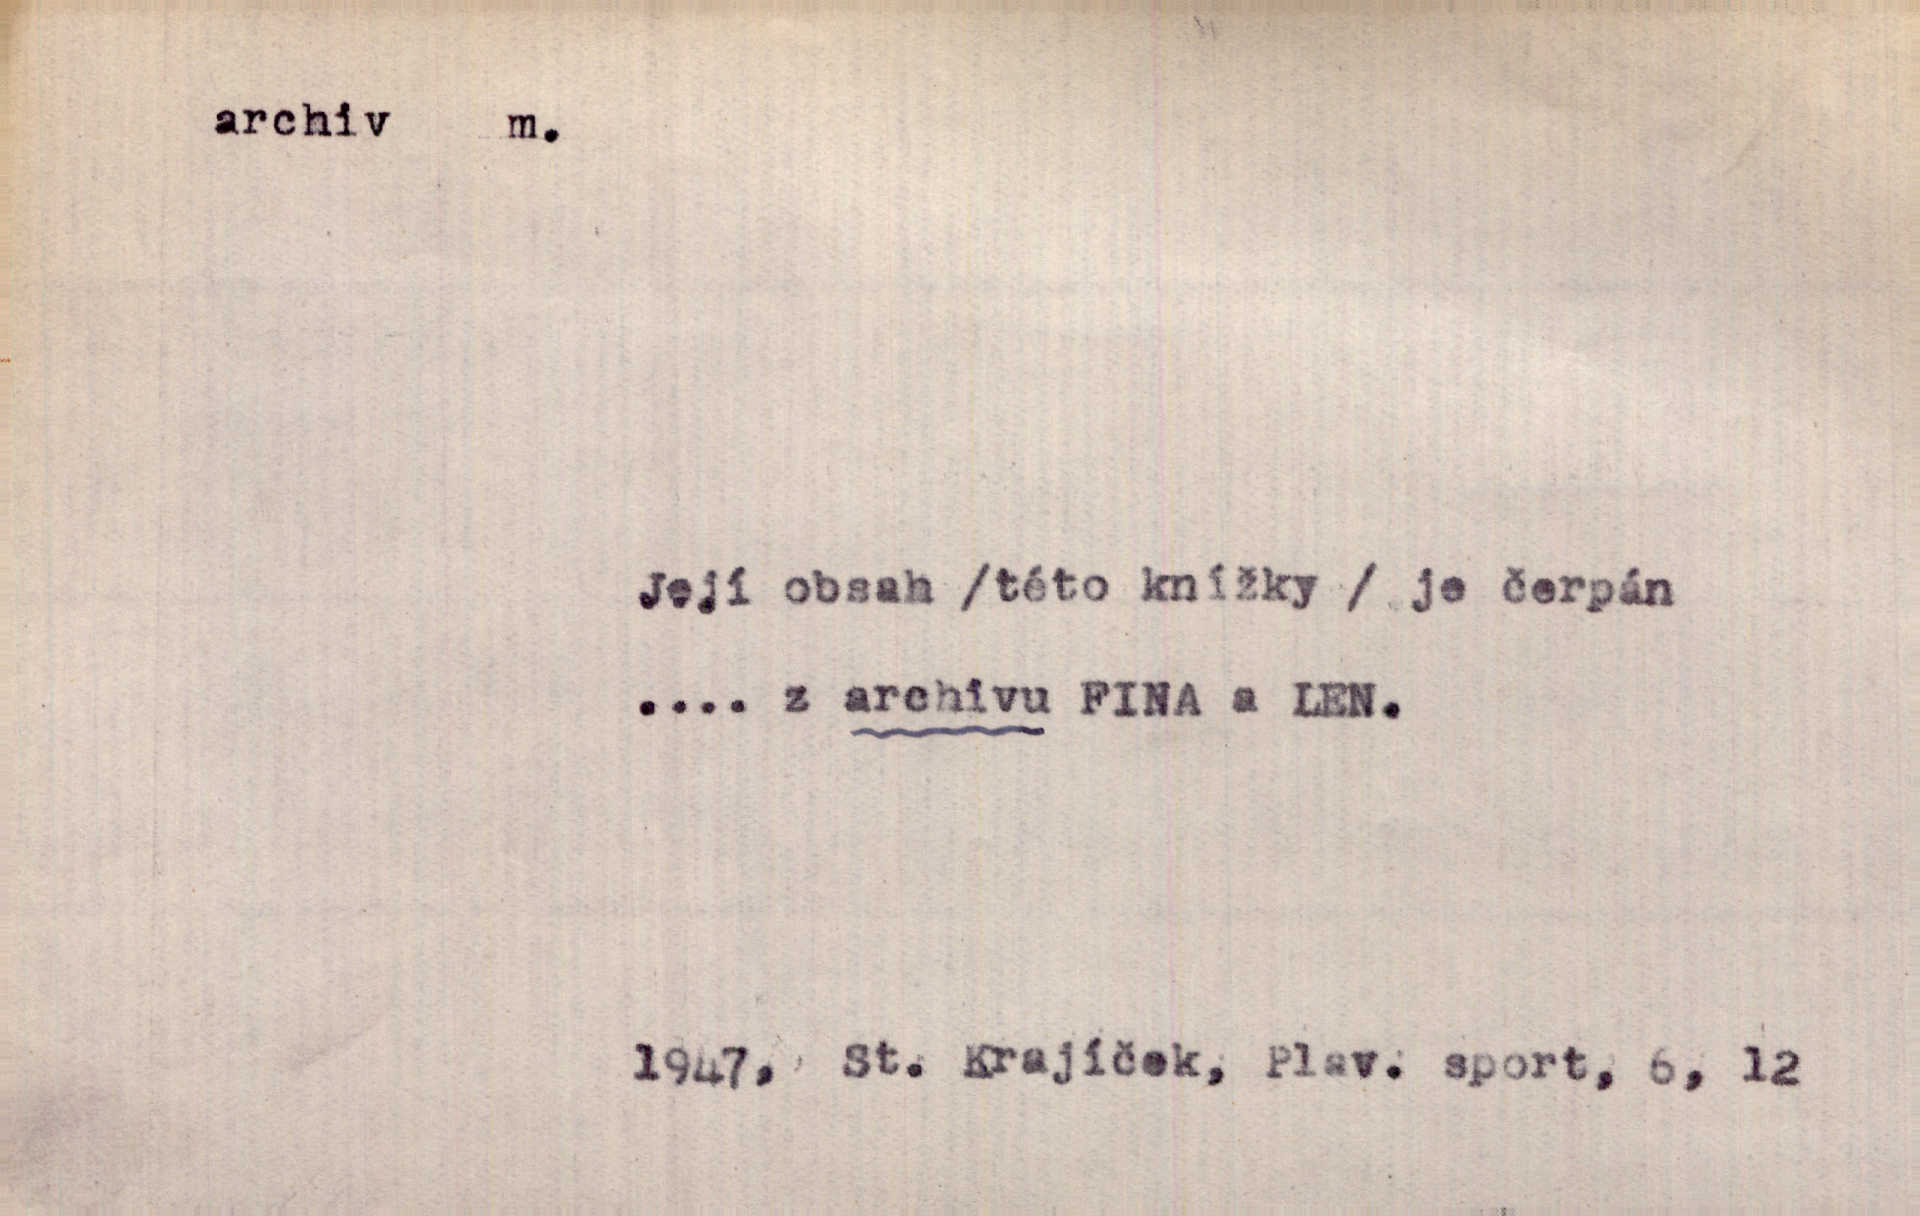 archiv m.
Její obsah /této knížky / je čerpán
.... z archivu FINA a LEN.
1947, St. Krajíček, Plav. sport, 6, 12